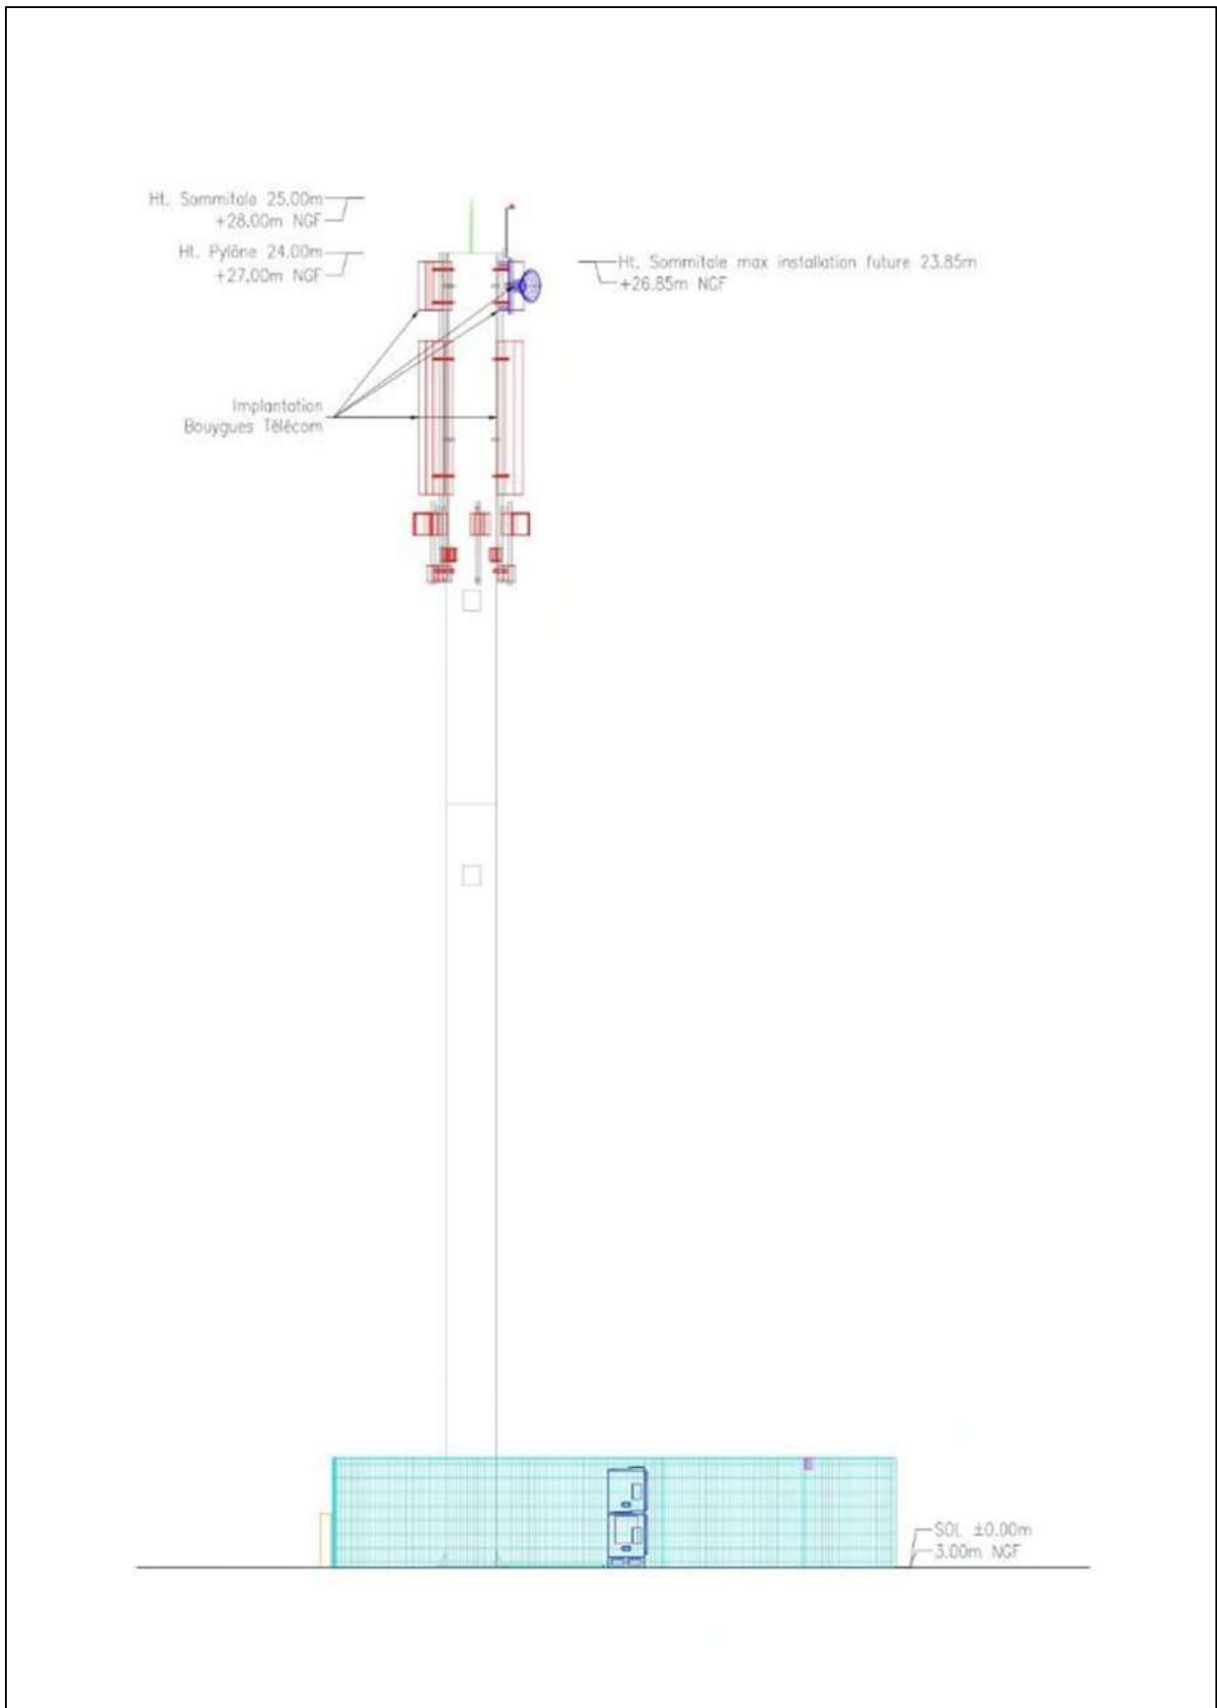 Ht. Sommitale 25.00m
+28.00m NGF
Ht. Pylône 24.00m
+27.00m NGF
Ht. Sommitale max installation future 23.85m
+26.85m NGF
Implantation
Bouygues Télécom
SOL ±0.00m
3.00m NGF